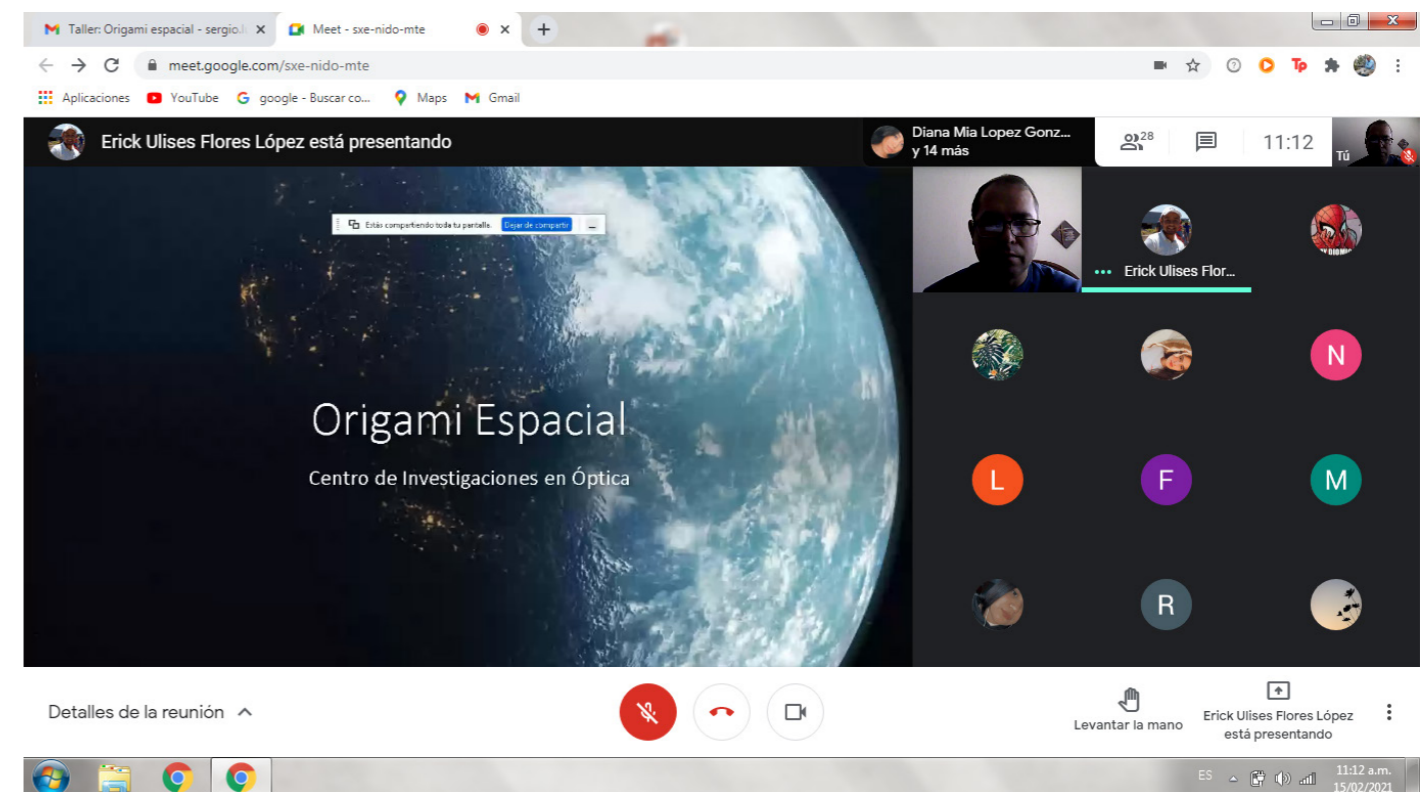 Taller: Origami espacial - sergio.l
Meet - sxe-nido-mte
meet.google.com/sxe-nido-mte
Aplicaciones
YouTube
google - Buscar co...
Maps
Gmail
Erick Ulises Flores López está presentando
Diana Mia Lopez Gonz...
y 14 más
28
11:12
Tú
Estás compartiendo toda tu pantalla.
Dejar de compartir
Erick Ulises Flor...
N
Origami Espacial
Centro de Investigaciones en Óptica
L
F
M
R
Detalles de la reunión
Levantar la mano
Erick Ulises Flores López
está presentando
ES
11:12 a.m.
15/02/2021